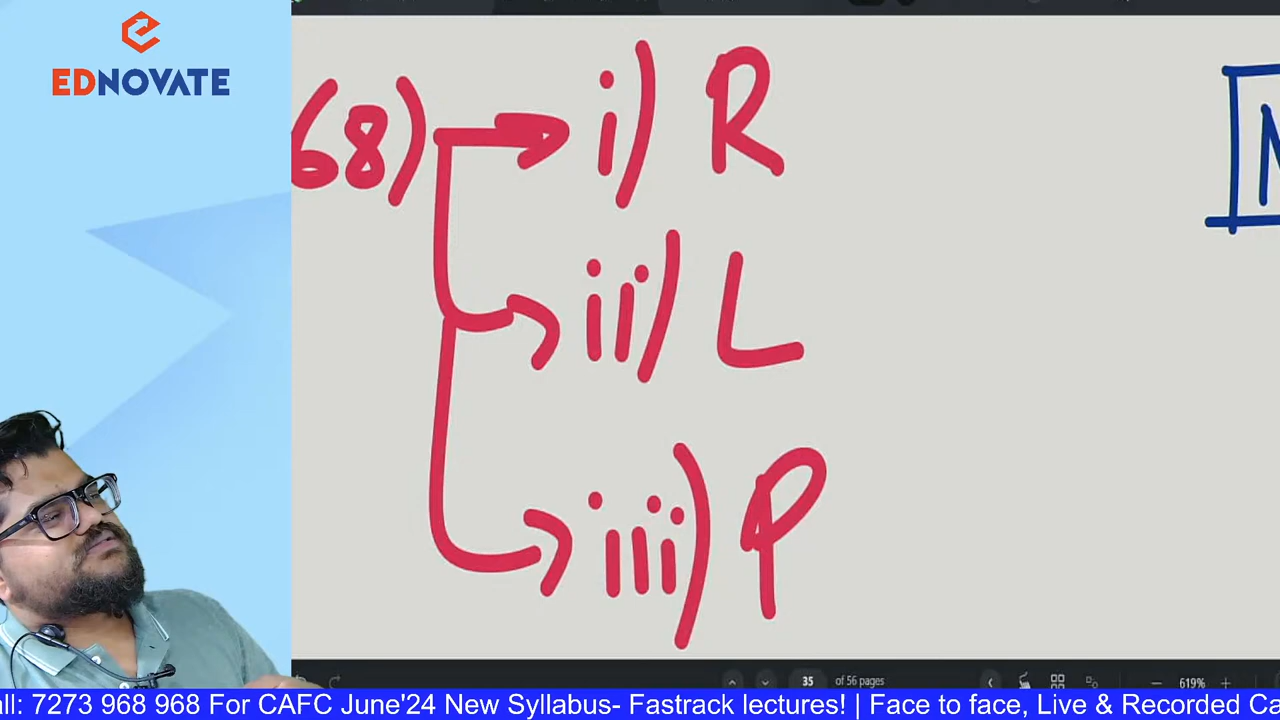 EDNOVATE
68) i) R
ii) L
iii) P
35 of 56 pages
619%
all: 7273 968 968 For CAFC June'24 New Syllabus- Fastrack lectures! | Face to face, Live & Recorded Ca